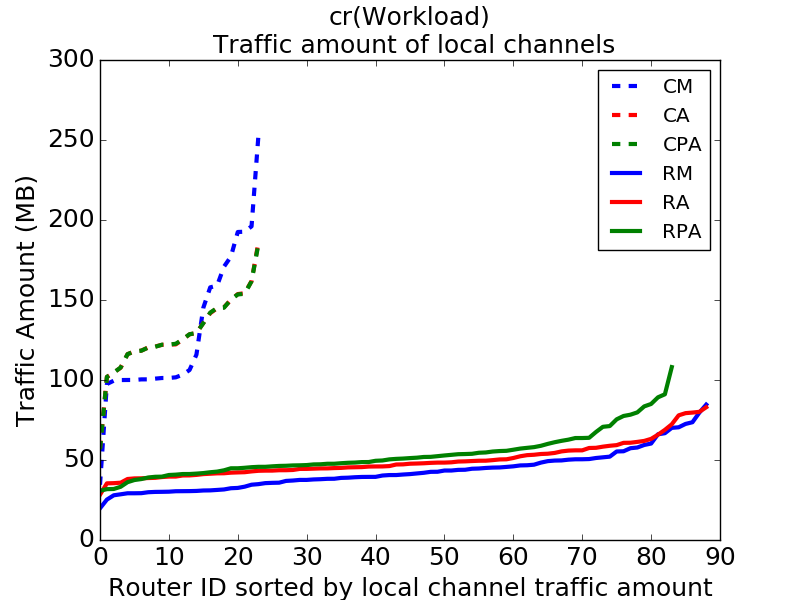 cr(Workload)
Traffic amount of local channels
300
250
200
150
100
50
0
Traffic Amount (MB)
CM
CA
CPA
RM
RA
RPA
0 10 20 30 40 50 60 70 80 90
Router ID sorted by local channel traffic amount